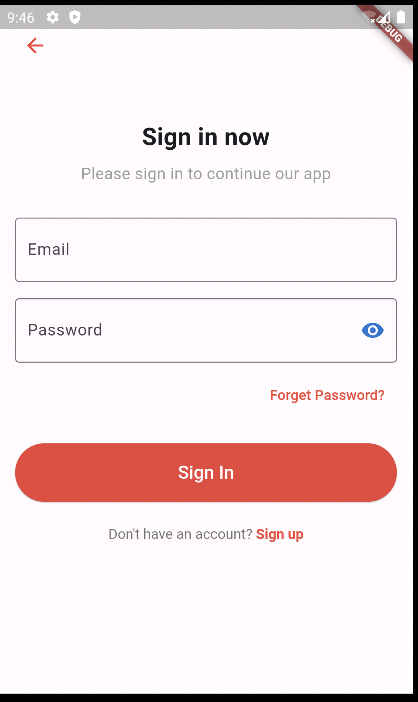 9:46
DEBUG
Sign in now
Please sign in to continue our app
Email
Password
Forget Password?
Sign In
Don't have an account? Sign up